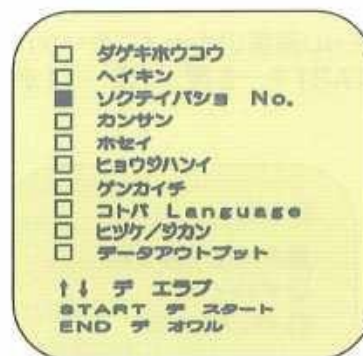 □ ダゲキホウコウ
□ ヘイキン
■ ソクテイバショ No.
□ カンサン
□ ホセイ
□ ヒョウジハンイ
□ ゲンカイチ
□ コトバ Language
□ ヒヅケ/ジカン
□ データアウトプット
↑↓ デ エラブ
START デ スタート
END デ オワル